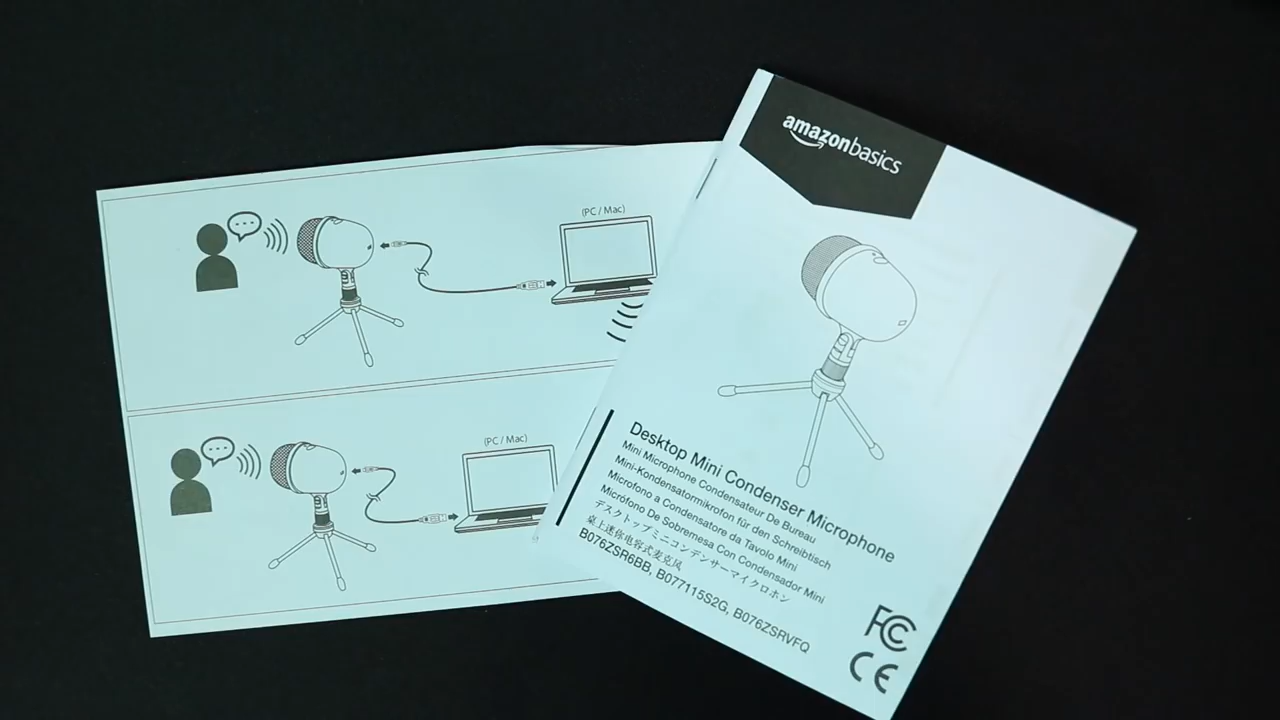 (PC / Mac)
(PC / Mac)
amazonbasics
Desktop Mini Condenser Microphone
Mini Microphone Condensateur De Bureau
Mini-Kondensatormikrofon für den Schreibtisch
Microfono a Condensatore da Tavolo Mini
Micrófono De Sobremesa Con Condensador Mini
デスクトップミニコンデンサーマイクロホン
桌上迷你电容式麦克风
B076ZSR6BB, B077115S2G, B076ZSRVFQ
FC
CE